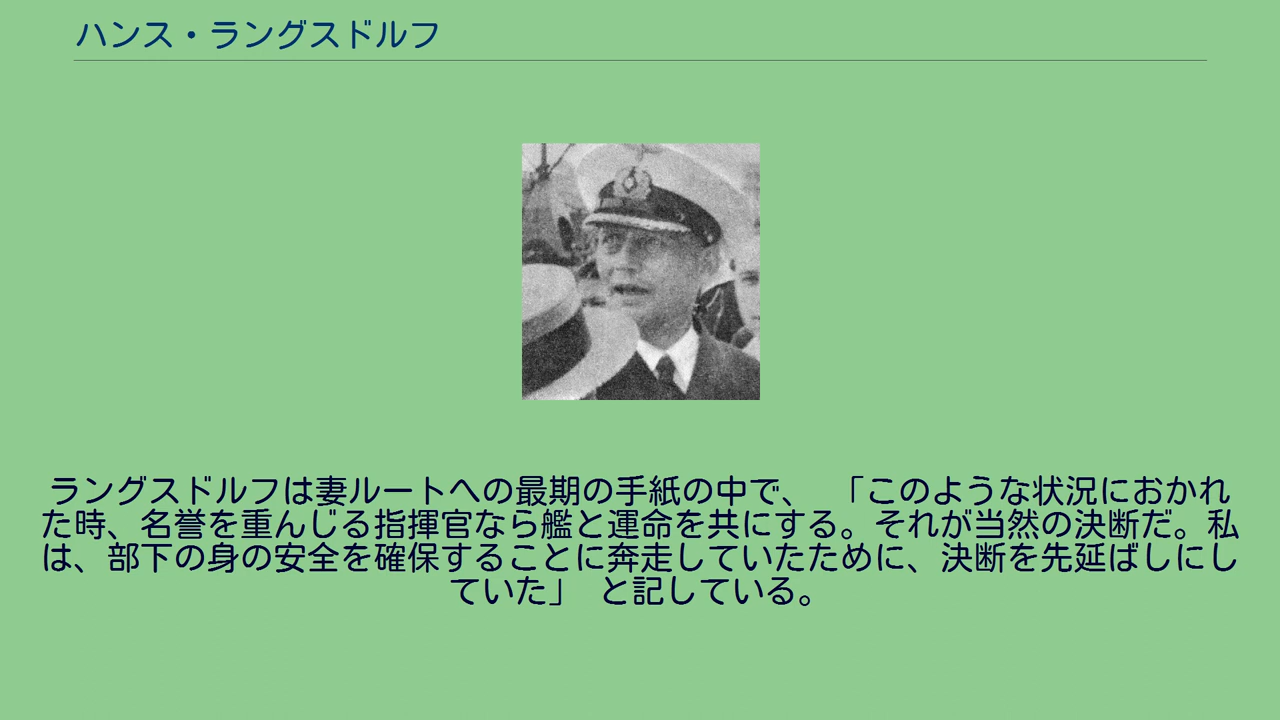 ハンス・ラングスドルフ
ラングスドルフは妻ルートへの最期の手紙の中で、 「このような状況におかれ
た時、名誉を重んじる指揮官なら艦と運命を共にする。それが当然の決断だ。私
は、部下の身の安全を確保することに奔走していたために、決断を先延ばしにし
ていた」 と記している。